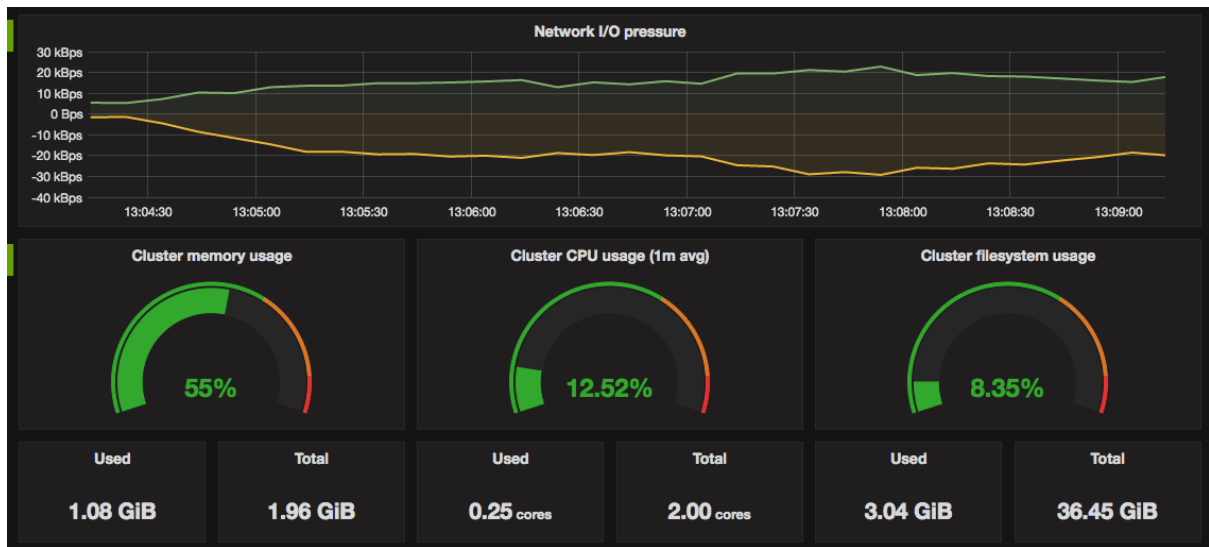 Network I/O pressure
30 kBps
20 kBps
10 kBps
0 Bps
-10 kBps
-20 kBps
-30 kBps
-40 kBps
13:04:30 13:05:00 13:05:30 13:06:00 13:06:30 13:07:00 13:07:30 13:08:00 13:08:30 13:09:00
Cluster memory usage Cluster CPU usage (1m avg) Cluster filesystem usage
55% 12.52% 8.35%
Used Total Used Total Used Total
1.08 GiB 1.96 GiB 0.25 cores 2.00 cores 3.04 GiB 36.45 GiB